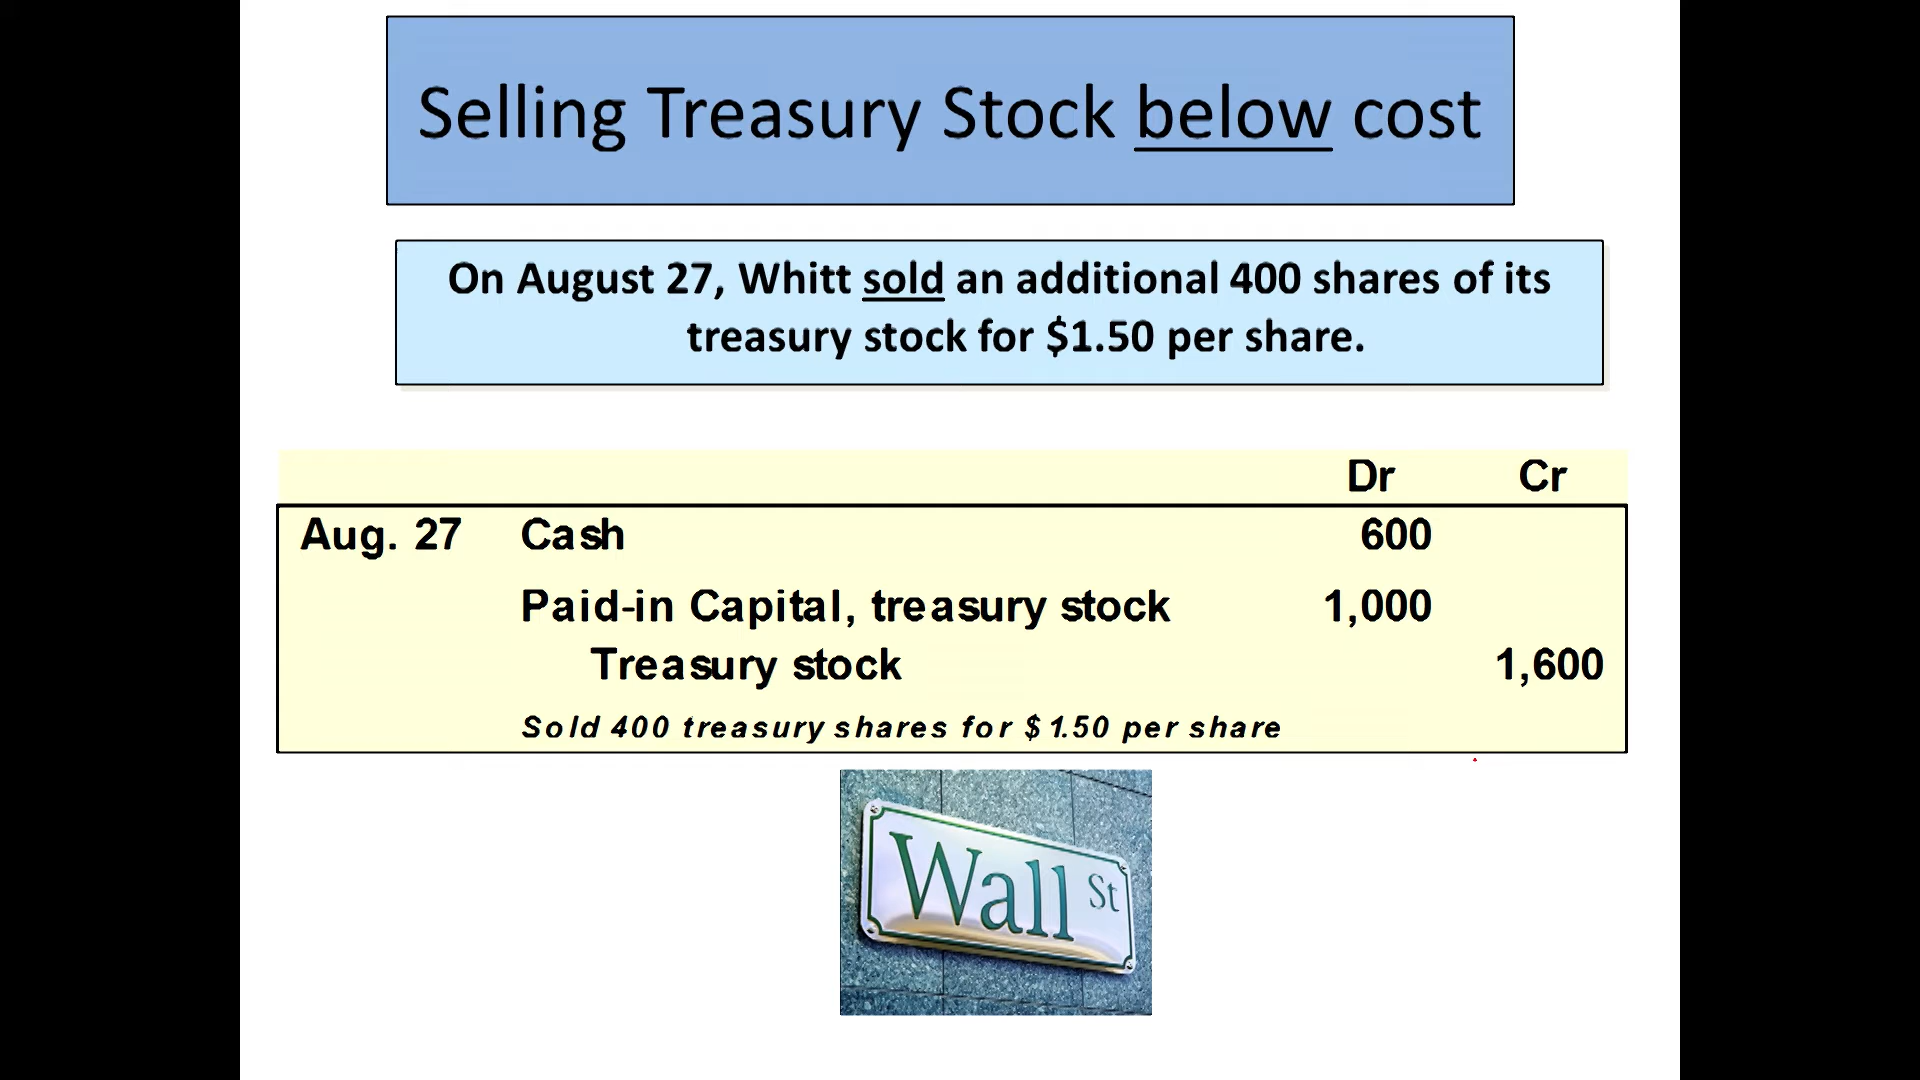 Selling Treasury Stock below cost
On August 27, Whitt sold an additional 400 shares of its
treasury stock for $1.50 per share.
Dr Cr
Aug. 27 Cash 600
Paid-in Capital, treasury stock 1,000
Treasury stock 1,600
Sold 400 treasury shares for $1.50 per share
Wall St